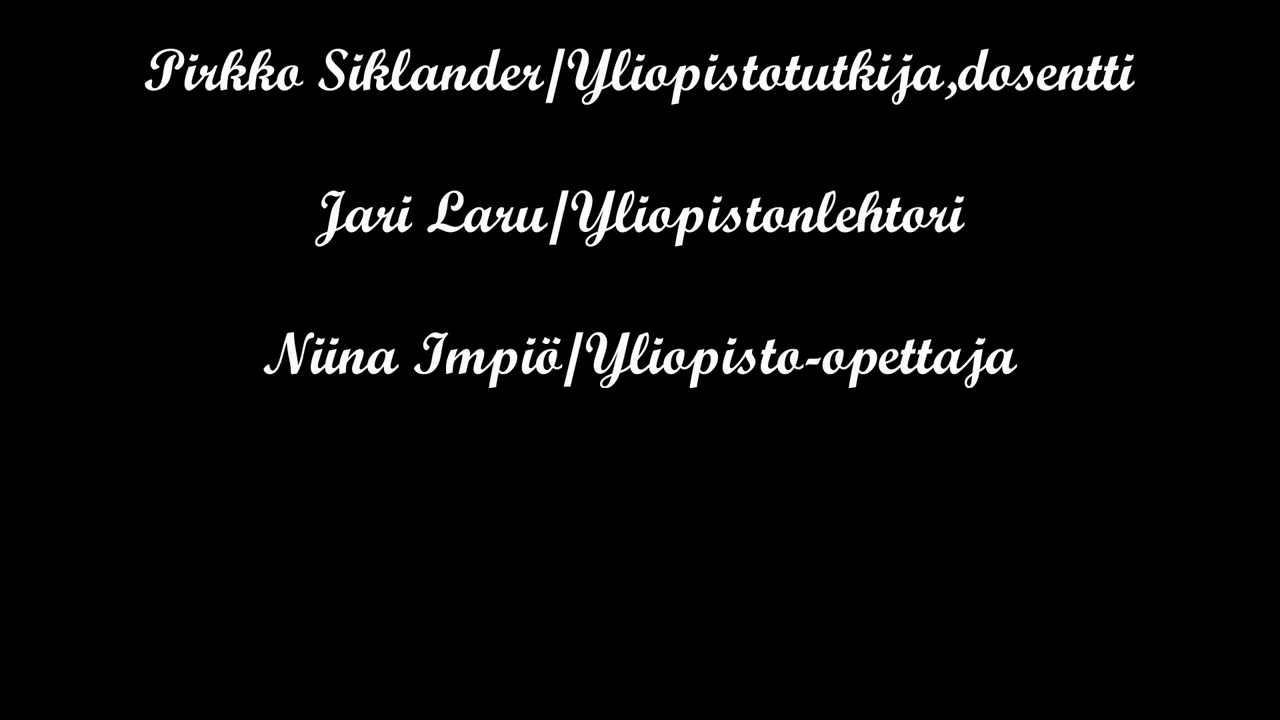 Pirkko Siklander/Yliopistotutkija,dosentti
Jari Laru/Yliopistonlehtori
Niina Impiö/Yliopisto-opettaja